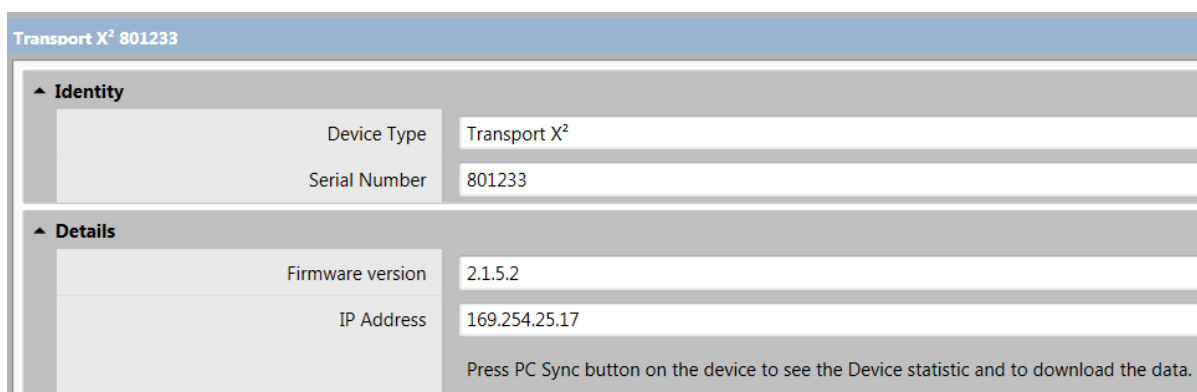 Transport X² 801233
Identity
Device Type Transport X²
Serial Number 801233
Details
Firmware version 2.1.5.2
IP Address 169.254.25.17
Press PC Sync button on the device to see the Device statistic and to download the data.